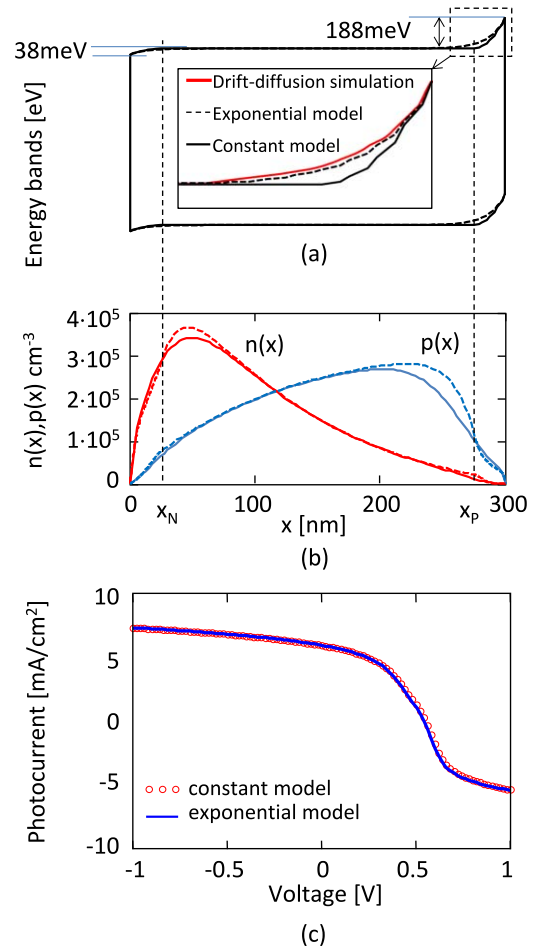 188meV
38meV
Drift-diffusion simulation
Exponential model
Constant model
Energy bands [eV]
(a)
4·10⁵
3·10⁵
2·10⁵
1·10⁵
0
n(x)
p(x)
n(x),p(x) cm⁻³
0 100 200 300
x_N x [nm] x_P
(b)
10
5
0
-5
-10
Photocurrent [mA/cm²]
constant model
exponential model
-1 -0.5 0 0.5 1
Voltage [V]
(c)